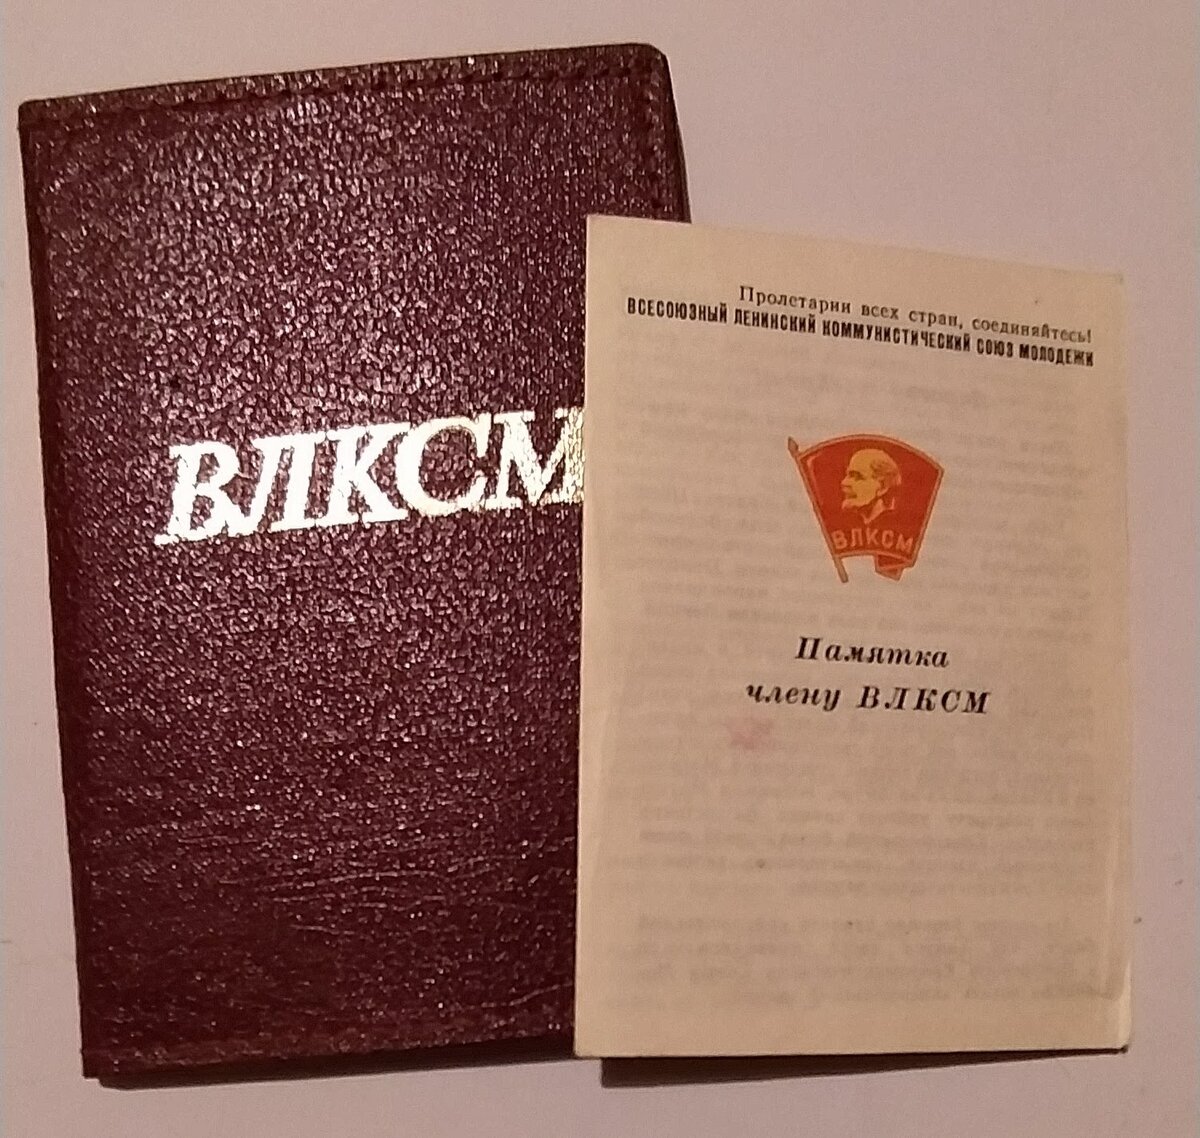 ВЛКСМ
Пролетарии всех стран, соединяйтесь!
ВСЕСОЮЗНЫЙ ЛЕНИНСКИЙ КОММУНИСТИЧЕСКИЙ СОЮЗ МОЛОДЕЖИ
ВЛКСМ
Памятка
члену ВЛКСМ